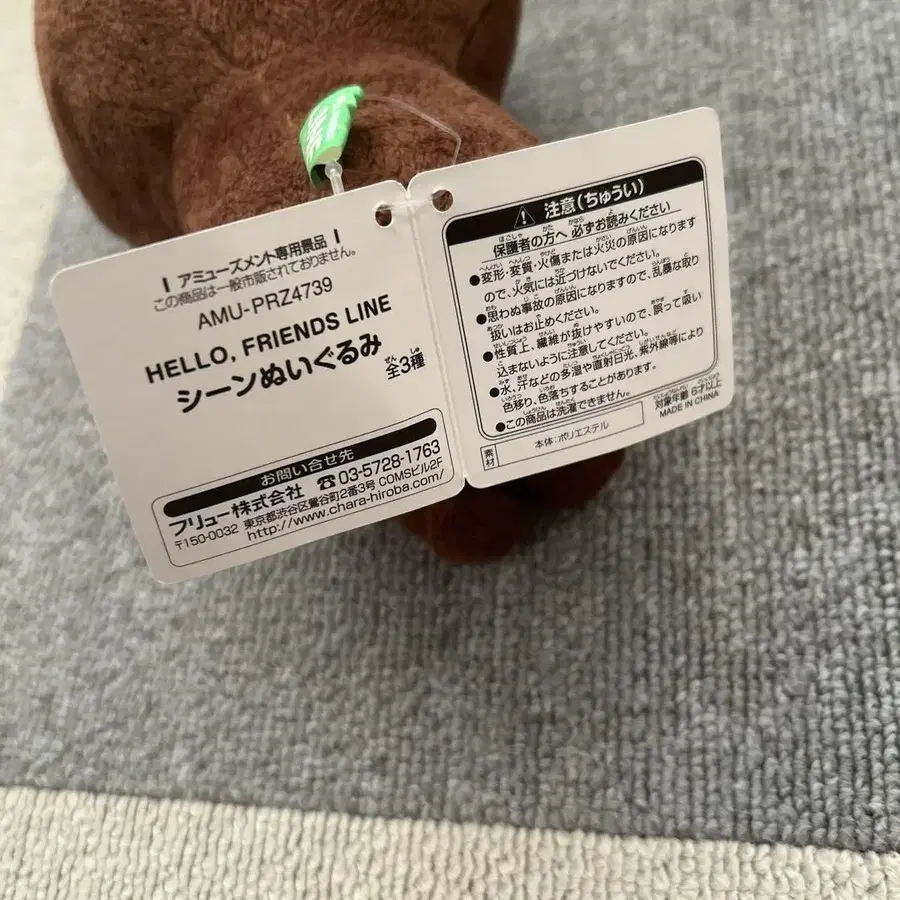 アミューズメント専用景品
この商品は一般市販されておりません。
AMU-PRZ4739
HELLO, FRIENDS LINE
シーンぬいぐるみ
全3種
お問い合せ先
フリュー株式会社 ☎03-5728-1763
〒150-0032 東京都渋谷区鶯谷町2番3号 COMSビル2F
http://www.chara-hiroba.com/
注意(ちゅうい)
保護者の方へ 必ずお読みください
●変形・変質・火傷または火災の原因になります
ので、火気には近づけないでください。
●思わぬ事故の原因になりますので、乱暴な取り
扱いはお止めください。
●性質上、繊維が抜けやすいので、誤って吸い
込まないように注意してください。
●水、汗などの多湿や直射日光、紫外線等により
色移り、色落ちすることがあります。
●この商品は洗濯できません。
対象年齢 6才以上
MADE IN CHINA
素材
本体:ポリエステル